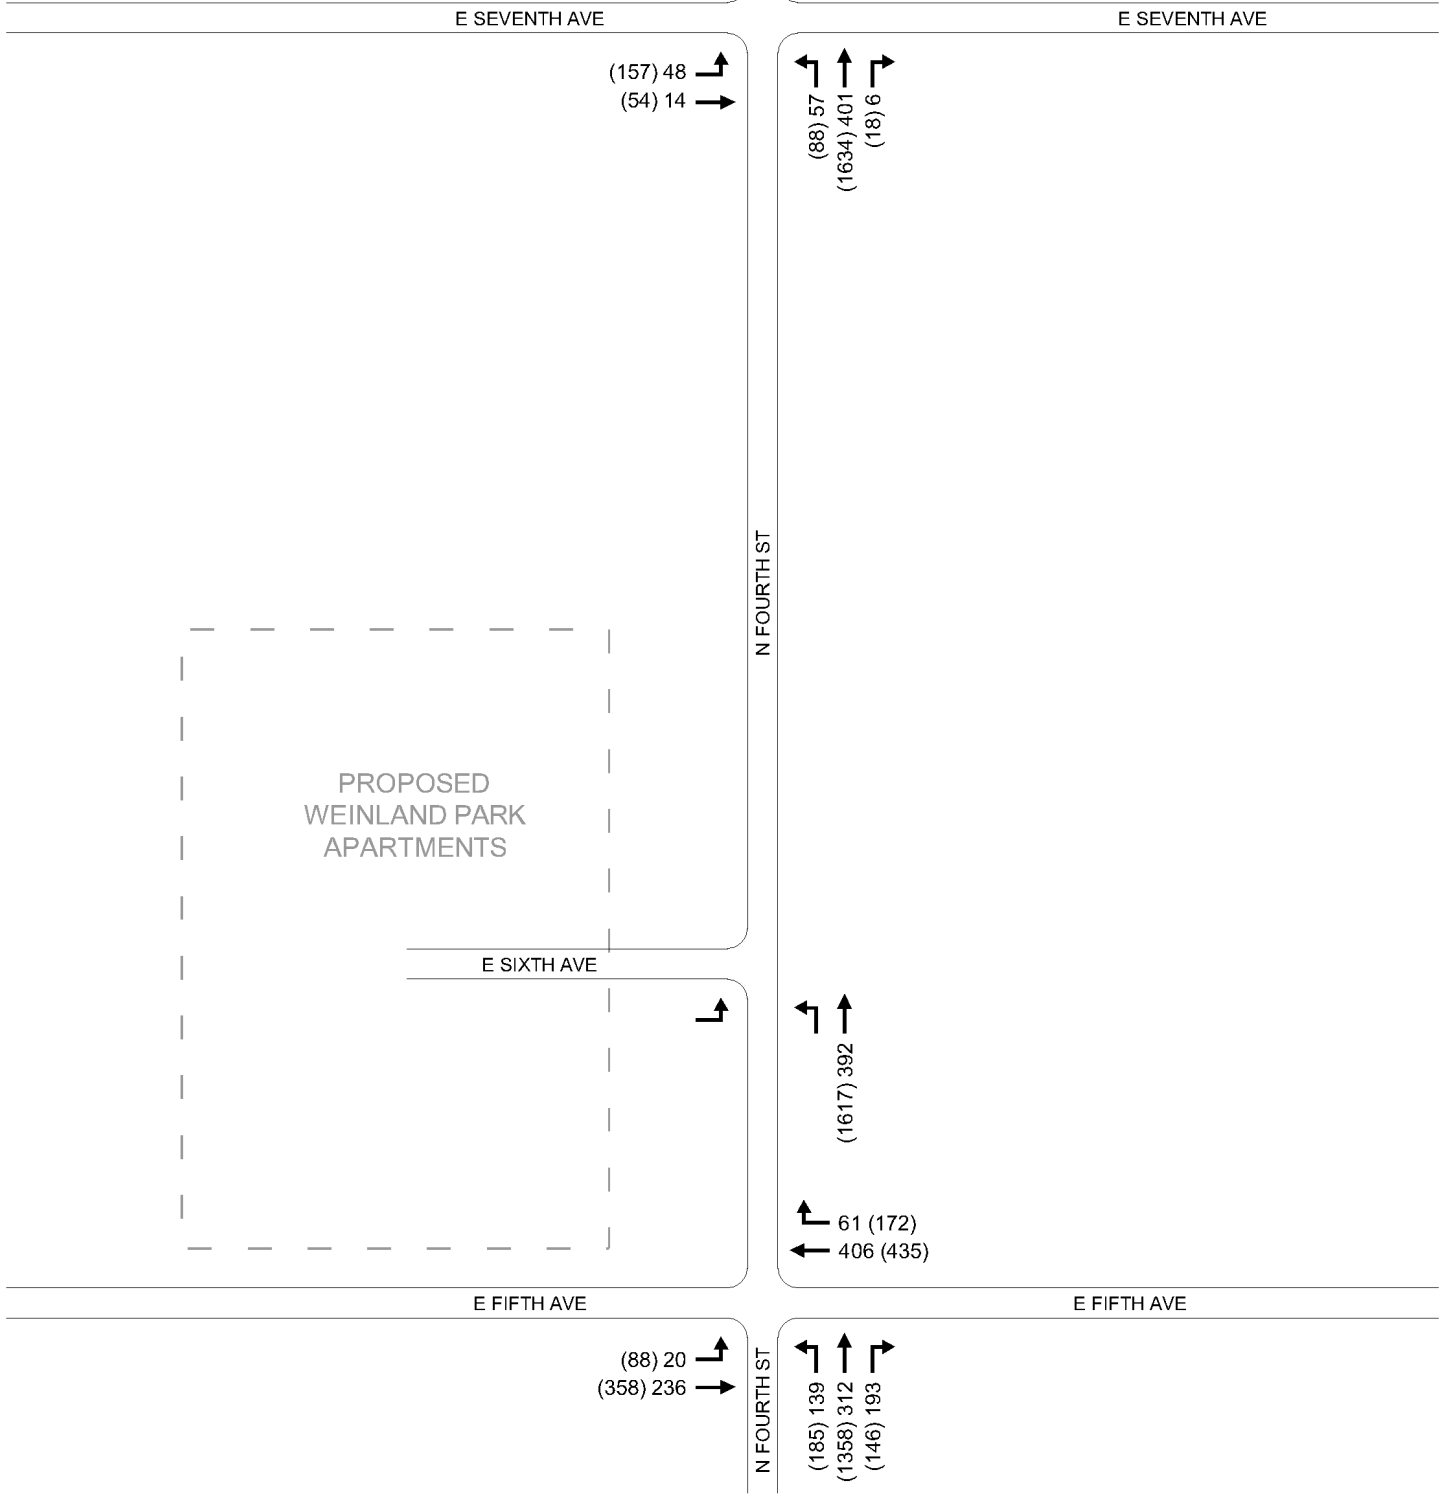 E SEVENTH AVE
E SEVENTH AVE
(157) 48
(54) 14
(88) 57
(1634) 401
(18) 6
N FOURTH ST
PROPOSED
WEINLAND PARK
APARTMENTS
E SIXTH AVE
(1617) 392
61 (172)
406 (435)
E FIFTH AVE
E FIFTH AVE
(88) 20
(358) 236
N FOURTH ST
(185) 139
(1358) 312
(146) 193